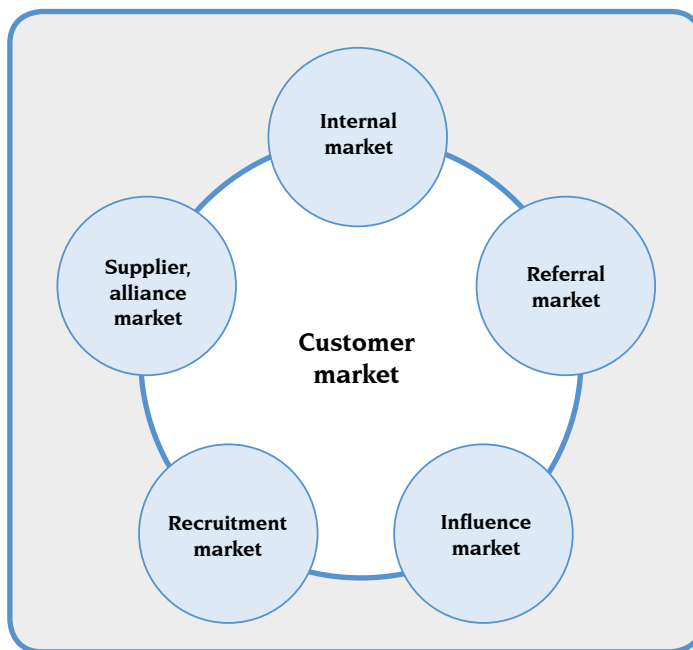 Internal
market
Supplier,
alliance
market
Referral
market
Customer
market
Recruitment
market
Influence
market